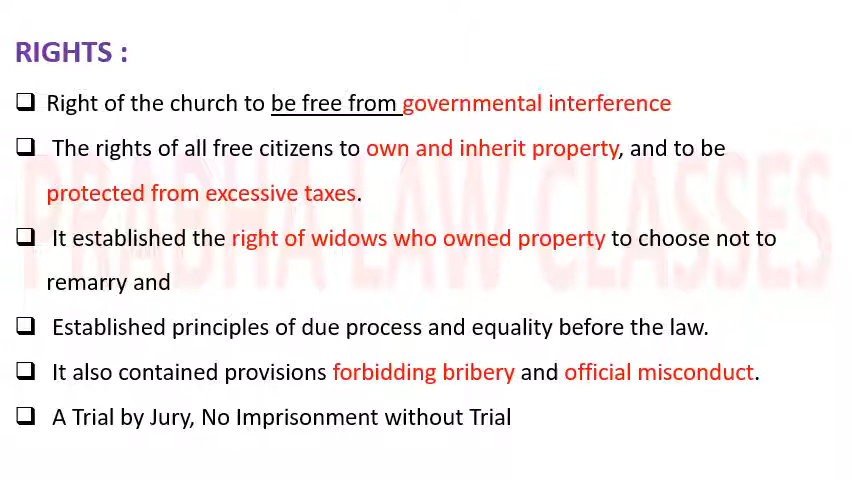 RIGHTS :
❑ Right of the church to be free from governmental interference
❑ The rights of all free citizens to own and inherit property, and to be
protected from excessive taxes.
❑ It established the right of widows who owned property to choose not to
remarry and
❑ Established principles of due process and equality before the law.
❑ It also contained provisions forbidding bribery and official misconduct.
❑ A Trial by Jury, No Imprisonment without Trial
PRABHA LAW CLASSES